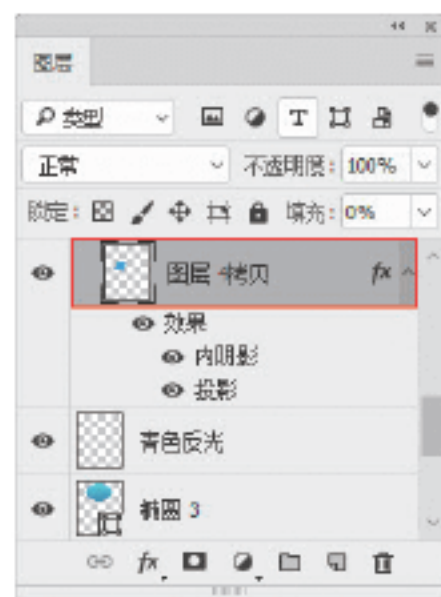 图层
类型
正常 不透明度: 100%
锁定: 填充: 0%
图层 4拷贝 fx
效果
内阴影
投影
青色反光
椭圆 3
fx